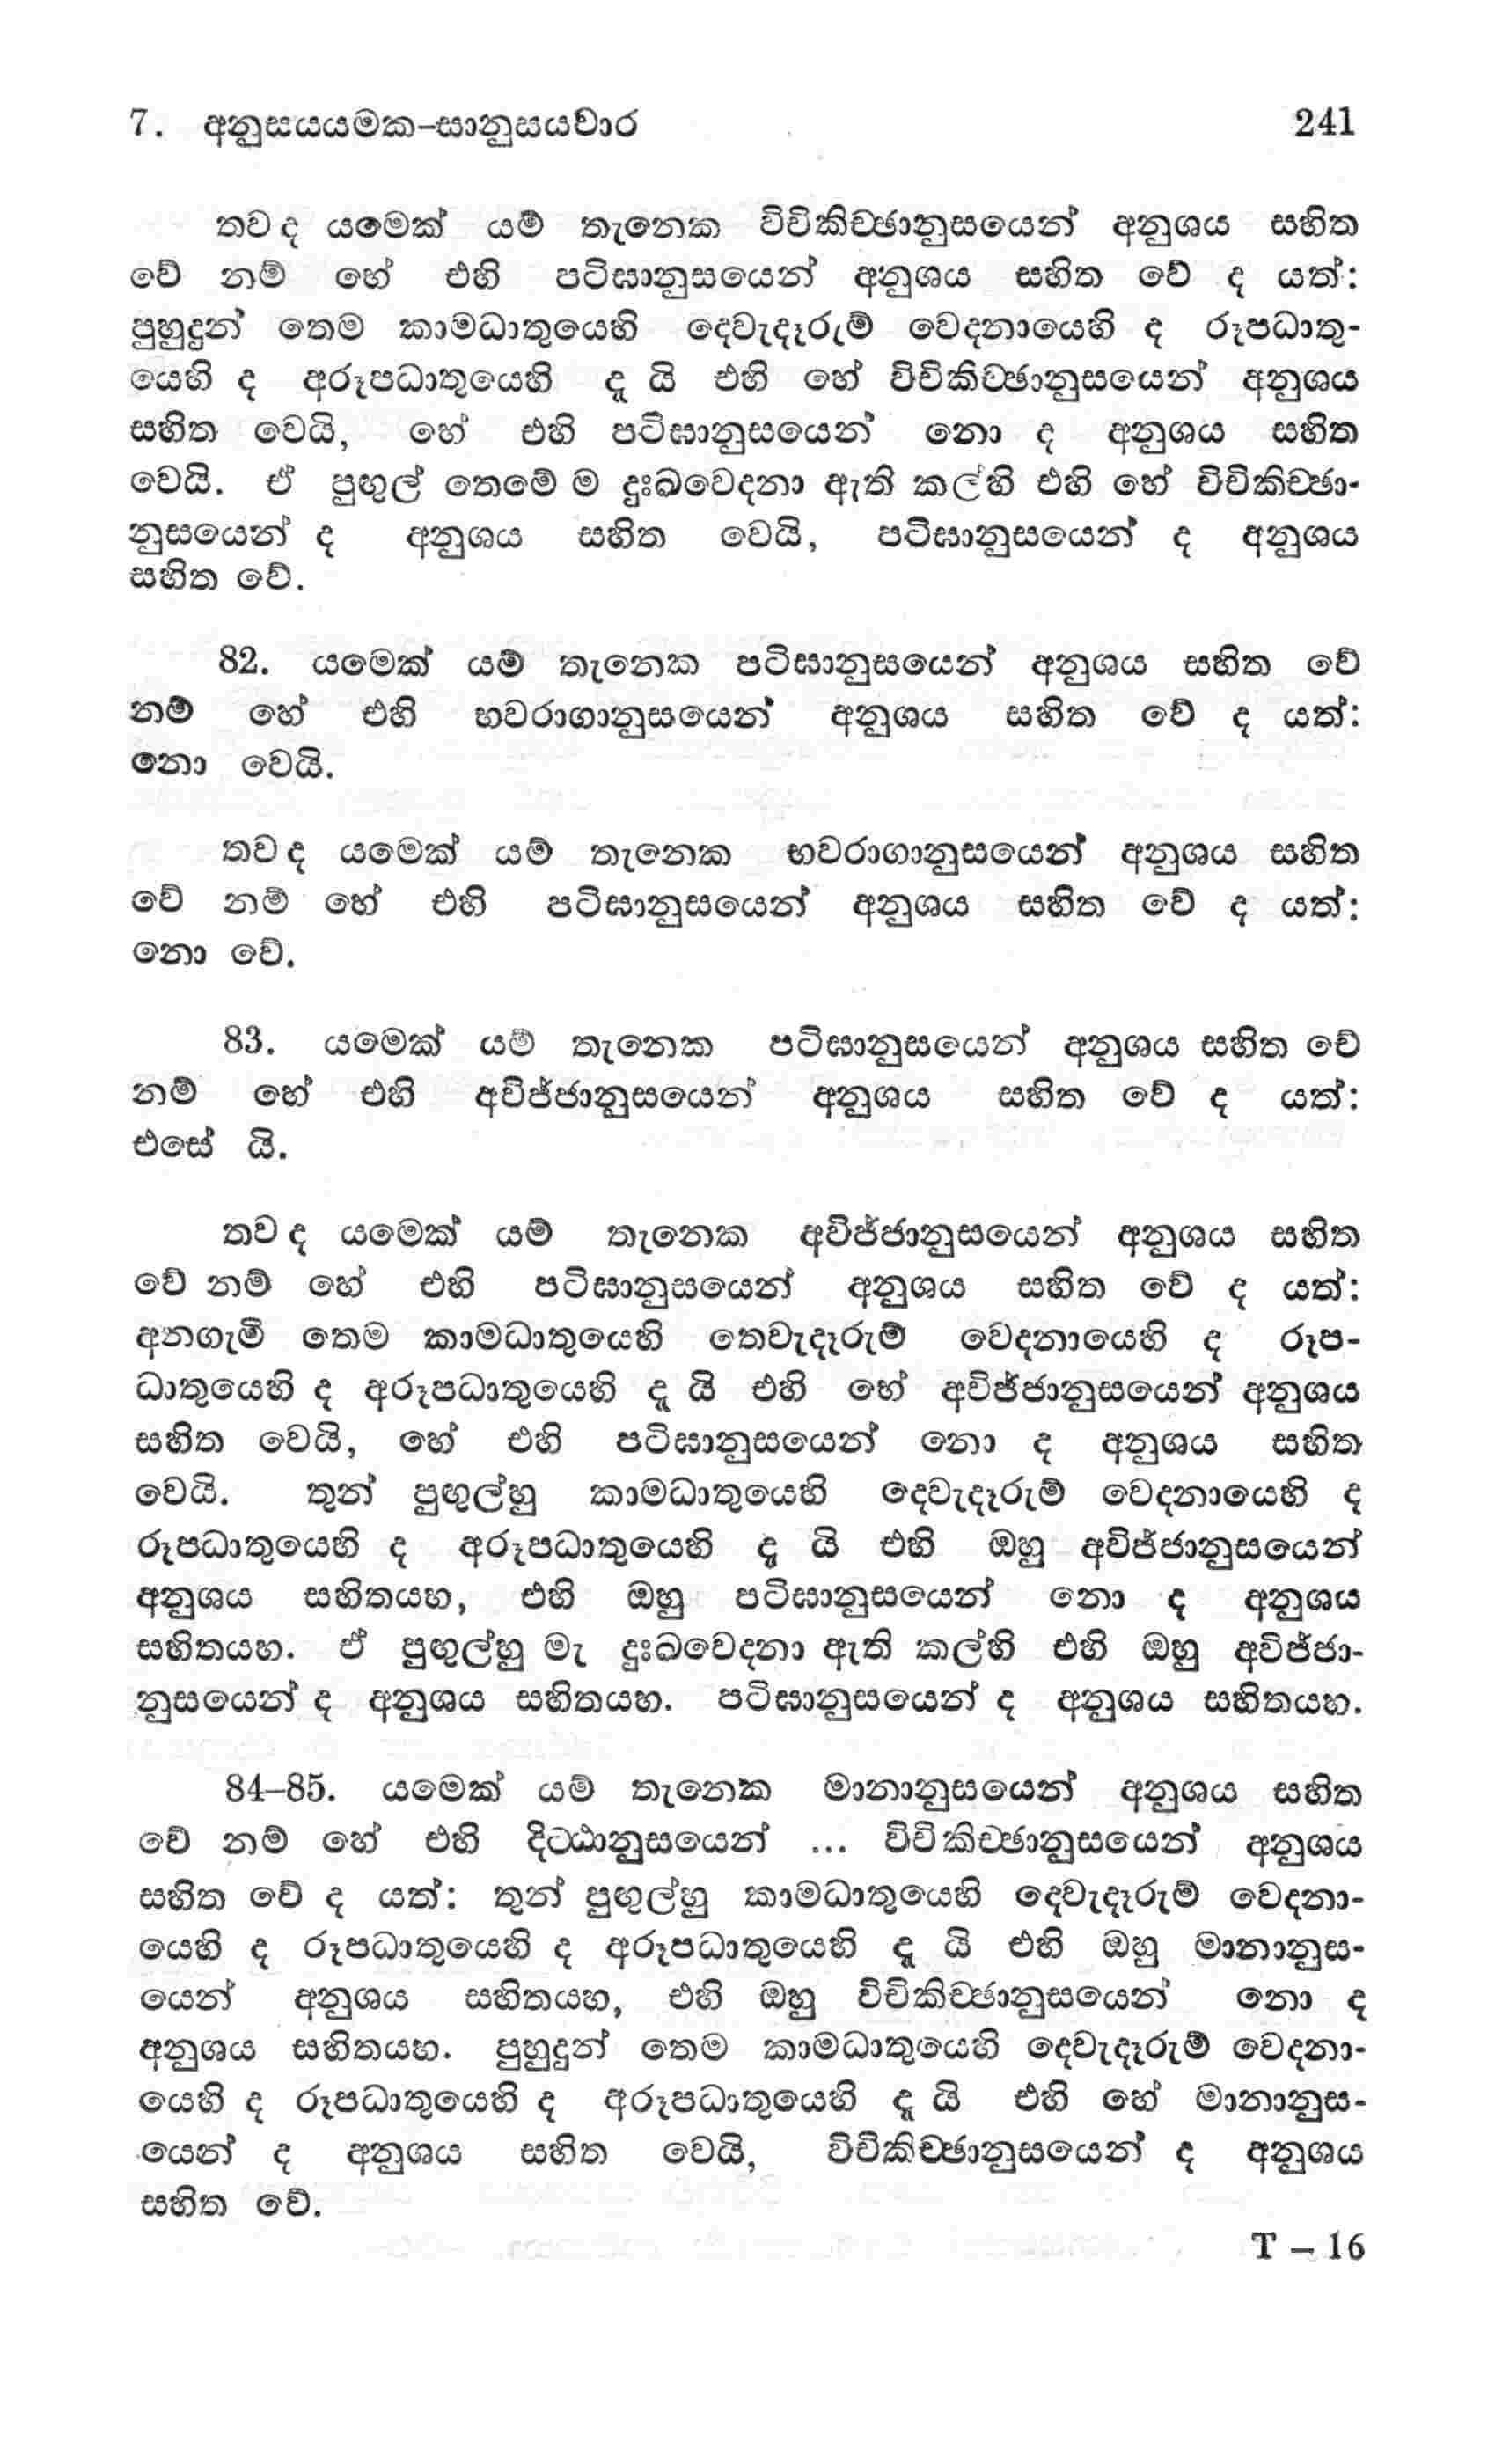 7. අනුසයයමක–සානුසයවාර 241
තව ද යමෙක් යම් තැනෙක විචිකිච්ඡානුසයෙන් අනුශය සහිත
වේ නම් හේ එහි පටිඝානුසයෙන් අනුශය සහිත වේ ද යත්:
පුහුදුන් තෙම කාමධාතුයෙහි දෙවැදෑරුම් වෙදනායෙහි ද රූපධාතු-
යෙහි ද අරූපධාතුයෙහි දැ යි එහි හේ විචිකිච්ඡානුසයෙන් අනුශය
සහිත වෙයි, හේ එහි පටිඝානුසයෙන් නො ද අනුශය සහිත
වෙයි. ඒ පුඟුල් තෙමේ ම දුඃඛවෙදනා ඇති කල්හි එහි හේ විචිකිච්ඡා-
නුසයෙන් ද අනුශය සහිත වෙයි, පටිඝානුසයෙන් ද අනුශය
සහිත වේ.
82. යමෙක් යම් තැනෙක පටිඝානුසයෙන් අනුශය සහිත වේ
නම් හේ එහි භවරාගානුසයෙන් අනුශය සහිත වේ ද යත්:
නො වෙයි.
තව ද යමෙක් යම් තැනෙක භවරාගානුසයෙන් අනුශය සහිත
වේ නම් හේ එහි පටිඝානුසයෙන් අනුශය සහිත වේ ද යත්:
නො වේ.
83. යමෙක් යම් තැනෙක පටිඝානුසයෙන් අනුශය සහිත වේ
නම් හේ එහි අවිජ්ජානුසයෙන් අනුශය සහිත වේ ද යත්:
එසේ යි.
තව ද යමෙක් යම් තැනෙක අවිජ්ජානුසයෙන් අනුශය සහිත
වේ නම් හේ එහි පටිඝානුසයෙන් අනුශය සහිත වේ ද යත්:
අනගැමි තෙම කාමධාතුයෙහි තෙවැදෑරුම් වෙදනායෙහි ද රූප-
ධාතුයෙහි ද අරූපධාතුයෙහි දැ යි එහි හේ අවිජ්ජානුසයෙන් අනුශය
සහිත වෙයි, හේ එහි පටිඝානුසයෙන් නො ද අනුශය සහිත
වෙයි. තුන් පුඟුල්හු කාමධාතුයෙහි දෙවැදෑරුම් වෙදනායෙහි ද
රූපධාතුයෙහි ද අරූපධාතුයෙහි දැ යි එහි ඔහු අවිජ්ජානුසයෙන්
අනුශය සහිතයහ, එහි ඔහු පටිඝානුසයෙන් නො ද අනුශය
සහිතයහ. ඒ පුඟුල්හු මැ දුඃඛවෙදනා ඇති කල්හි එහි ඔහු අවිජ්ජා-
නුසයෙන් ද අනුශය සහිතයහ. පටිඝානුසයෙන් ද අනුශය සහිතයහ.
84–85. යමෙක් යම් තැනෙක මානානුසයෙන් අනුශය සහිත
වේ නම් හේ එහි දිට්ඨානුසයෙන් ... විචිකිච්ඡානුසයෙන් අනුශය
සහිත වේ ද යත්: තුන් පුඟුල්හු කාමධාතුයෙහි දෙවැදෑරුම් වෙදනා-
යෙහි ද රූපධාතුයෙහි ද අරූපධාතුයෙහි දැ යි එහි ඔහු මානානුස-
යෙන් අනුශය සහිතයහ, එහි ඔහු විචිකිච්ඡානුසයෙන් නො ද
අනුශය සහිතයහ. පුහුදුන් තෙම කාමධාතුයෙහි දෙවැදෑරුම් වෙදනා-
යෙහි ද රූපධාතුයෙහි ද අරූපධාතුයෙහි දැ යි එහි හේ මානානුස-
යෙන් ද අනුශය සහිත වෙයි, විචිකිච්ඡානුසයෙන් ද අනුශය
සහිත වේ.
T – 16